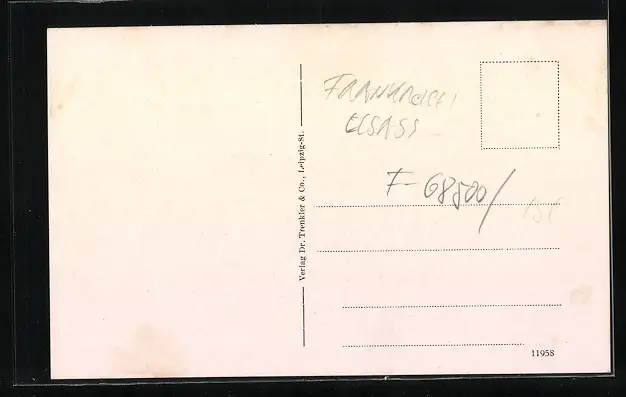 FRANKREICH
ELSASS
F-68500/
Verlag Dr. Trenkler & Co., Leipzig-St.
11958